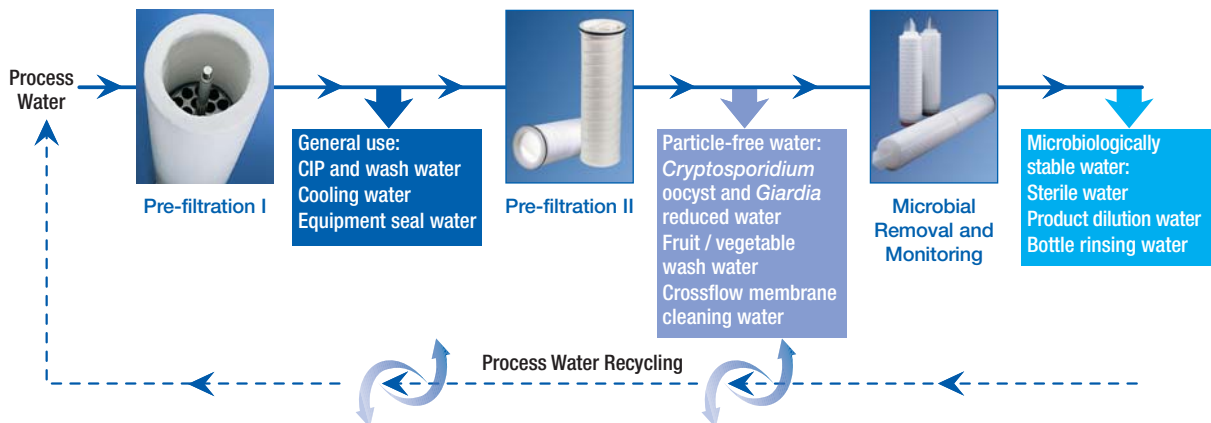 Process
Water
Pre-filtration I
General use:
CIP and wash water
Cooling water
Equipment seal water
Pre-filtration II
Particle-free water:
Cryptosporidium
oocyst and Giardia
reduced water
Fruit / vegetable
wash water
Crossflow membrane
cleaning water
Microbial
Removal and
Monitoring
Microbiologically
stable water:
Sterile water
Product dilution water
Bottle rinsing water
Process Water Recycling